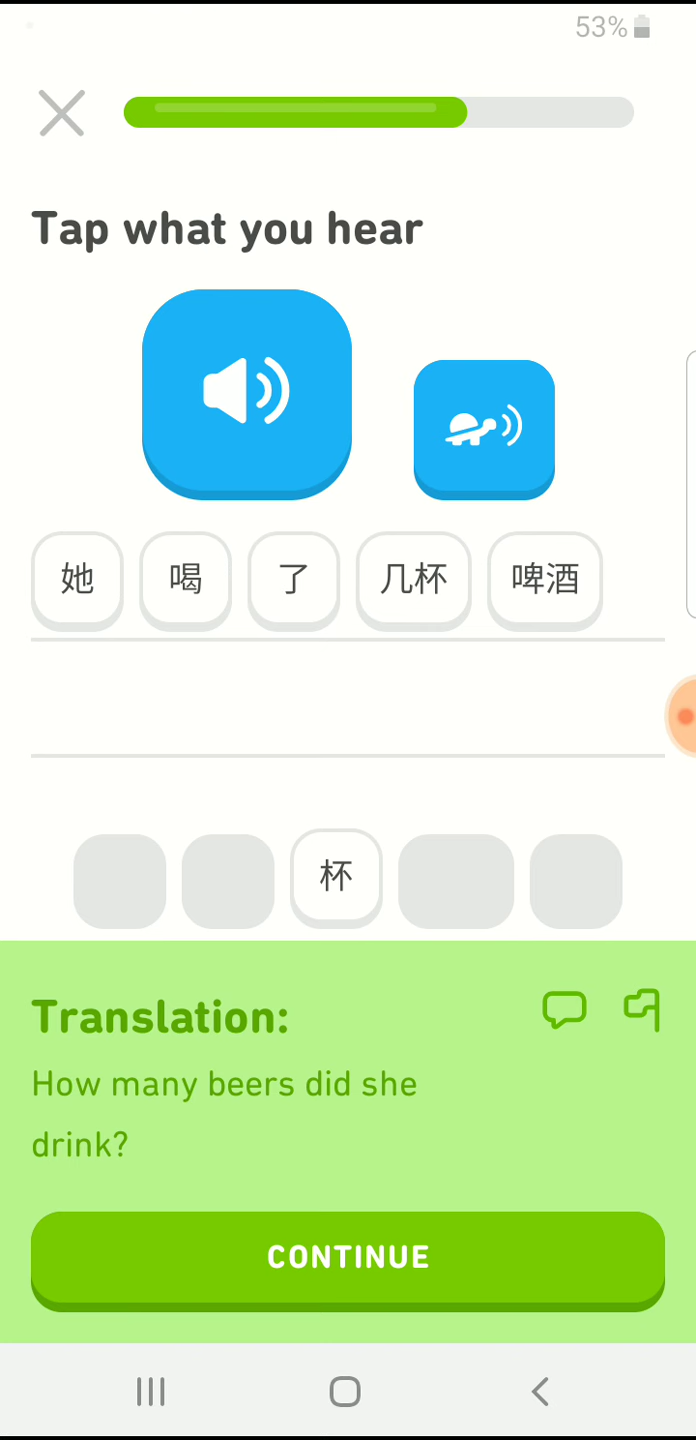 53%
Tap what you hear
她 喝 了 几杯 啤酒
杯
Translation:
How many beers did she
drink?
CONTINUE